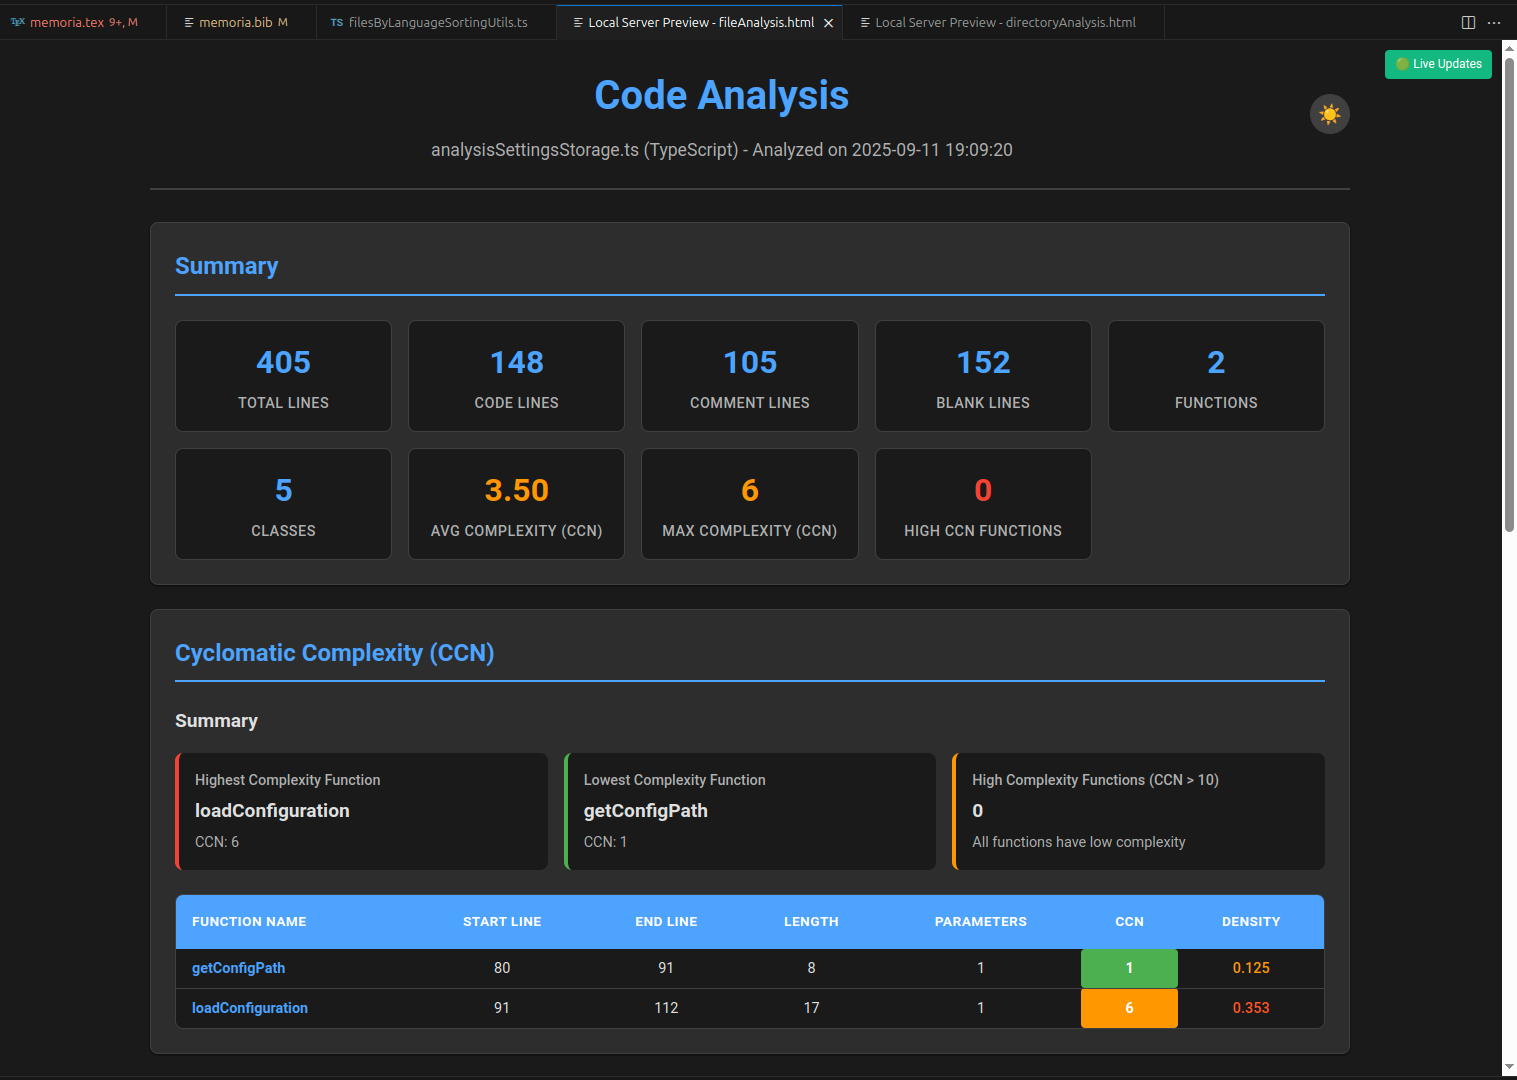 TEX memoria.tex 9+, M
memoria.bib M
TS filesByLanguageSortingUtils.ts
Local Server Preview - fileAnalysis.html
Local Server Preview - directoryAnalysis.html
Live Updates
Code Analysis
analysisSettingsStorage.ts (TypeScript) - Analyzed on 2025-09-11 19:09:20
Summary
405
TOTAL LINES
148
CODE LINES
105
COMMENT LINES
152
BLANK LINES
2
FUNCTIONS
5
CLASSES
3.50
AVG COMPLEXITY (CCN)
6
MAX COMPLEXITY (CCN)
0
HIGH CCN FUNCTIONS
Cyclomatic Complexity (CCN)
Summary
Highest Complexity Function
loadConfiguration
CCN: 6
Lowest Complexity Function
getConfigPath
CCN: 1
High Complexity Functions (CCN > 10)
0
All functions have low complexity
FUNCTION NAME START LINE END LINE LENGTH PARAMETERS CCN DENSITY
getConfigPath 80 91 8 1 1 0.125
loadConfiguration 91 112 17 1 6 0.353